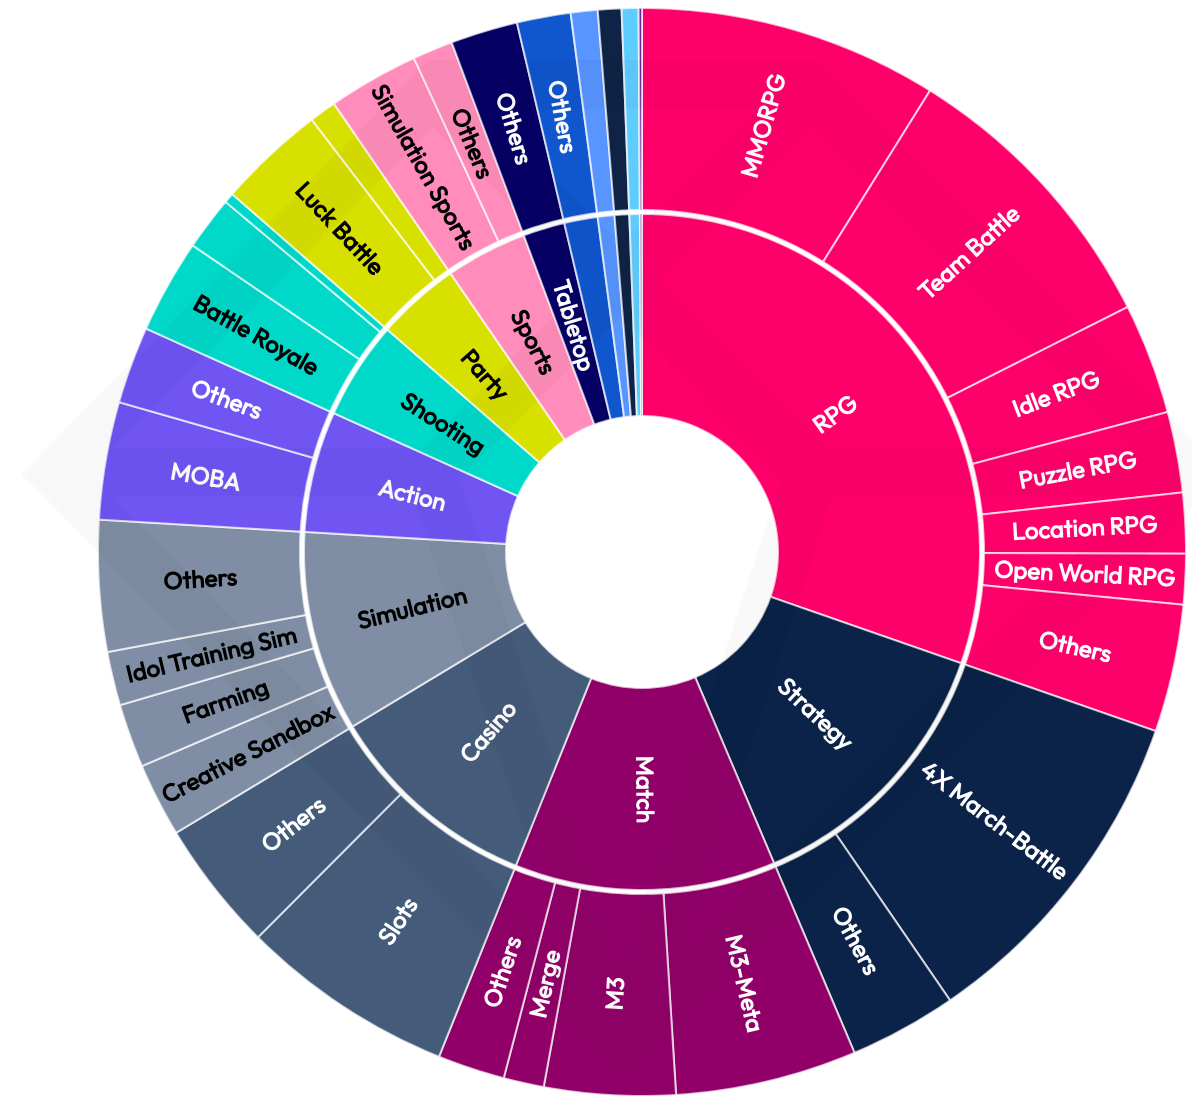 MMORPG
Team Battle
Idle RPG
Puzzle RPG
Location RPG
Open World RPG
Others
RPG
4X March-Battle
Others
Strategy
M3-Meta
M3
Merge
Others
Match
Slots
Others
Casino
Creative Sandbox
Farming
Idol Training Sim
Others
Simulation
MOBA
Others
Action
Battle Royale
Shooting
Luck Battle
Party
Simulation Sports
Others
Sports
Others
Tabletop
Others